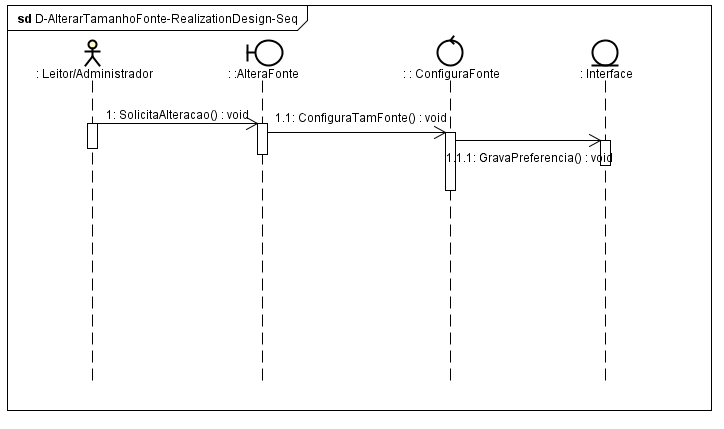 sd D-AlterarTamanhoFonte-RealizationDesign-Seq
: Leitor/Administrador
: :AlteraFonte
: : ConfiguraFonte
: Interface
1: SolicitaAlteracao() : void
1.1: ConfiguraTamFonte() : void
1.1.1: GravaPreferencia() : void